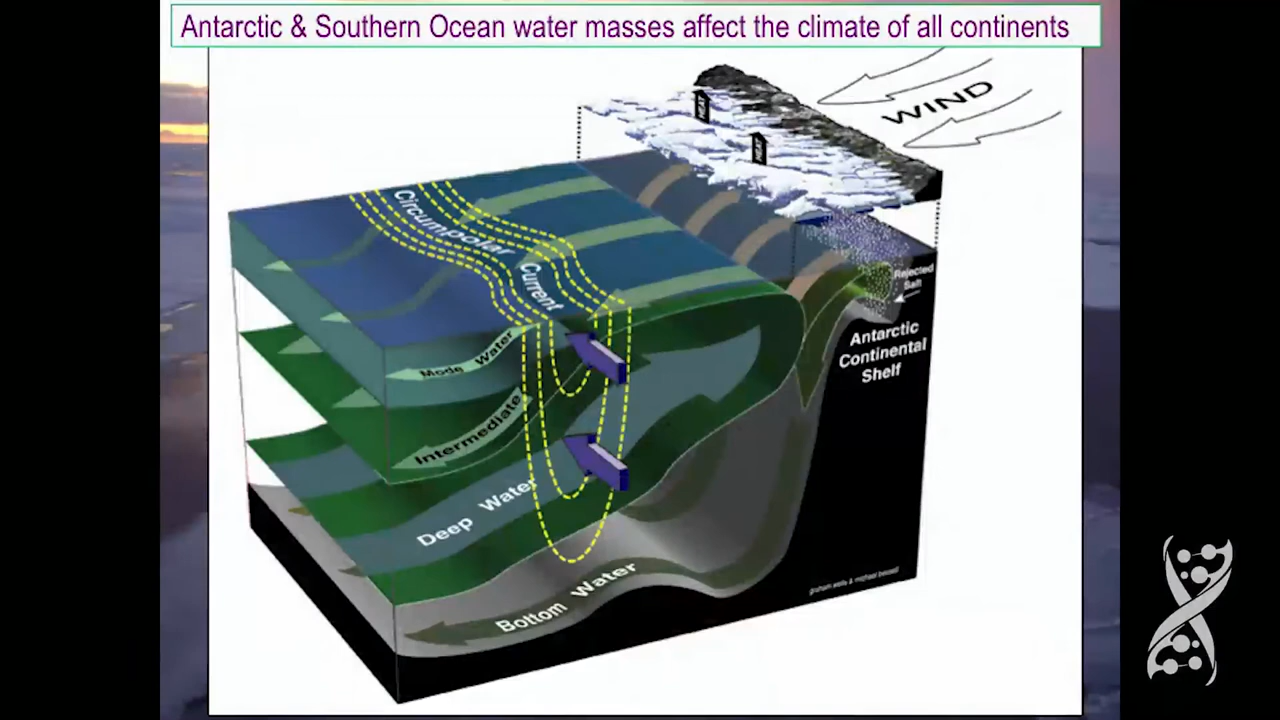 Antarctic & Southern Ocean water masses affect the climate of all continents
WIND
Circumpolar
Current
Rejected
Salt
Antarctic
Continental
Shelf
Mode Water
Intermediate
Deep Water
Bottom Water